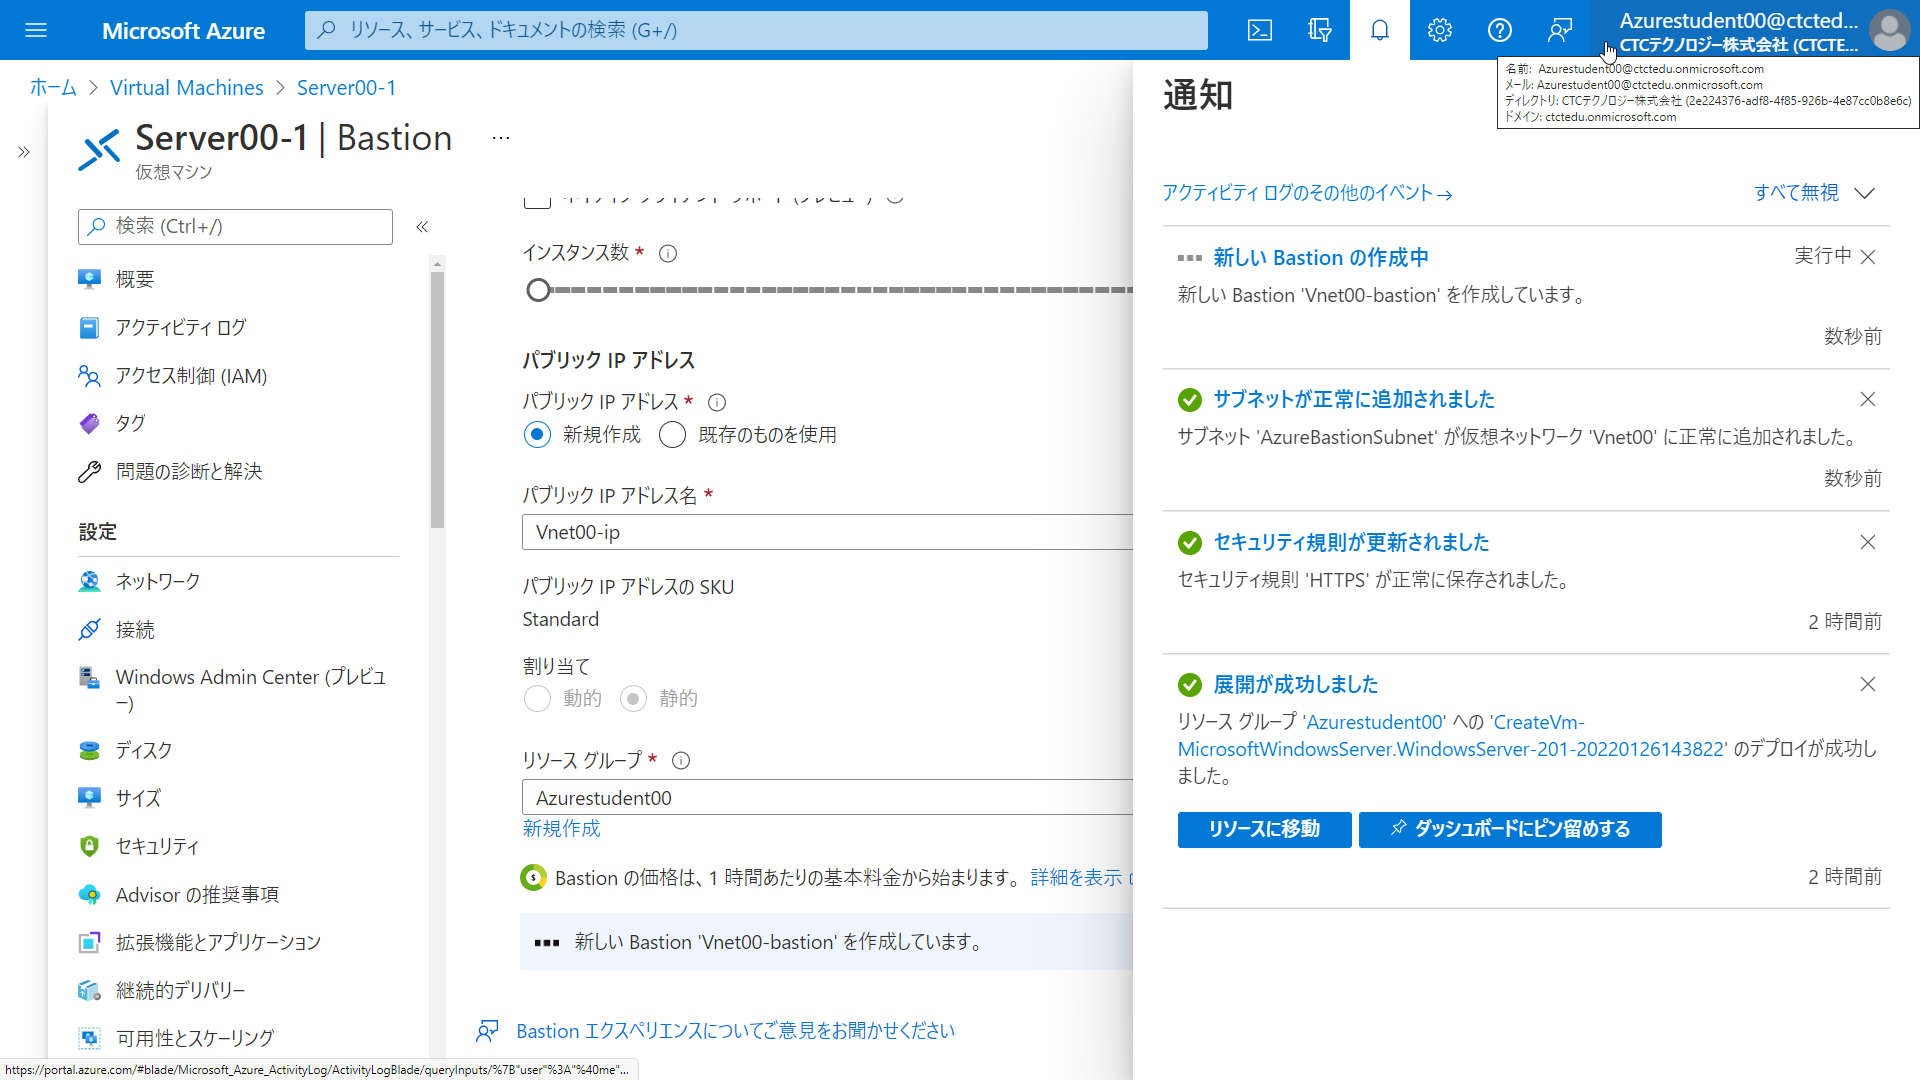 Microsoft Azure
リソース、サービス、ドキュメントの検索 (G+/)
Azurestudent00@ctcted...
CTCテクノロジー株式会社 (CTCTE...
名前: Azurestudent00@ctctedu.onmicrosoft.com
メール: Azurestudent00@ctctedu.onmicrosoft.com
ディレクトリ: CTCテクノロジー株式会社 (2e224376-adf8-4f85-926b-4e87cc0b8e6c)
ドメイン: ctctedu.onmicrosoft.com
ホーム > Virtual Machines > Server00-1
Server00-1 | Bastion ...
仮想マシン
検索 (Ctrl+/)
概要
アクティビティ ログ
アクセス制御 (IAM)
タグ
問題の診断と解決
設定
ネットワーク
接続
Windows Admin Center (プレビュ
ー)
ディスク
サイズ
セキュリティ
Advisor の推奨事項
拡張機能とアプリケーション
継続的デリバリー
可用性とスケーリング
インスタンス数 *
パブリック IP アドレス
パブリック IP アドレス *
新規作成 既存のものを使用
パブリック IP アドレス名 *
Vnet00-ip
パブリック IP アドレスの SKU
Standard
割り当て
動的 静的
リソース グループ *
Azurestudent00
新規作成
Bastion の価格は、1 時間あたりの基本料金から始まります。 詳細を表示
新しい Bastion 'Vnet00-bastion' を作成しています。
Bastion エクスペリエンスについてご意見をお聞かせください
通知
アクティビティ ログのその他のイベント→
すべて無視
新しい Bastion の作成中
実行中
新しい Bastion 'Vnet00-bastion' を作成しています。
数秒前
サブネットが正常に追加されました
サブネット 'AzureBastionSubnet' が仮想ネットワーク 'Vnet00' に正常に追加されました。
数秒前
セキュリティ規則が更新されました
セキュリティ規則 'HTTPS' が正常に保存されました。
2 時間前
展開が成功しました
リソース グループ 'Azurestudent00' への 'CreateVm-
MicrosoftWindowsServer.WindowsServer-201-20220126143822' のデプロイが成功し
ました。
リソースに移動
ダッシュボードにピン留めする
2 時間前
https://portal.azure.com/#blade/Microsoft_Azure_ActivityLog/ActivityLogBlade/queryInputs/%7B"user"%3A"%40me"...